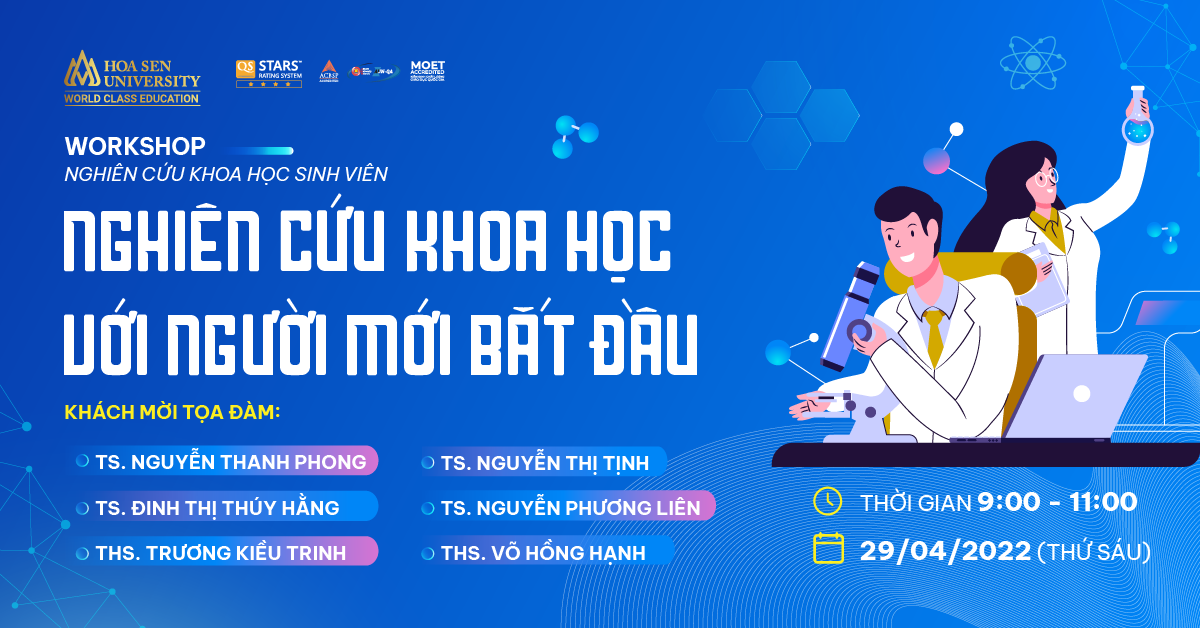 HOA SEN
UNIVERSITY
WORLD CLASS EDUCATION
QS STARS™
RATING SYSTEM
ACBSP
ACCREDITED
MOET
ACCREDITED
WORKSHOP
NGHIÊN CỨU KHOA HỌC SINH VIÊN
NGHIÊN CỨU KHOA HỌC
VỚI NGƯỜI MỚI BẮT ĐẦU
KHÁCH MỜI TỌA ĐÀM:
TS. NGUYỄN THANH PHONG
TS. NGUYỄN THỊ TỊNH
TS. ĐINH THỊ THÚY HẰNG
TS. NGUYỄN PHƯƠNG LIÊN
THS. TRƯƠNG KIỀU TRINH
THS. VÕ HỒNG HẠNH
THỜI GIAN 9:00 - 11:00
29/04/2022 (THỨ SÁU)